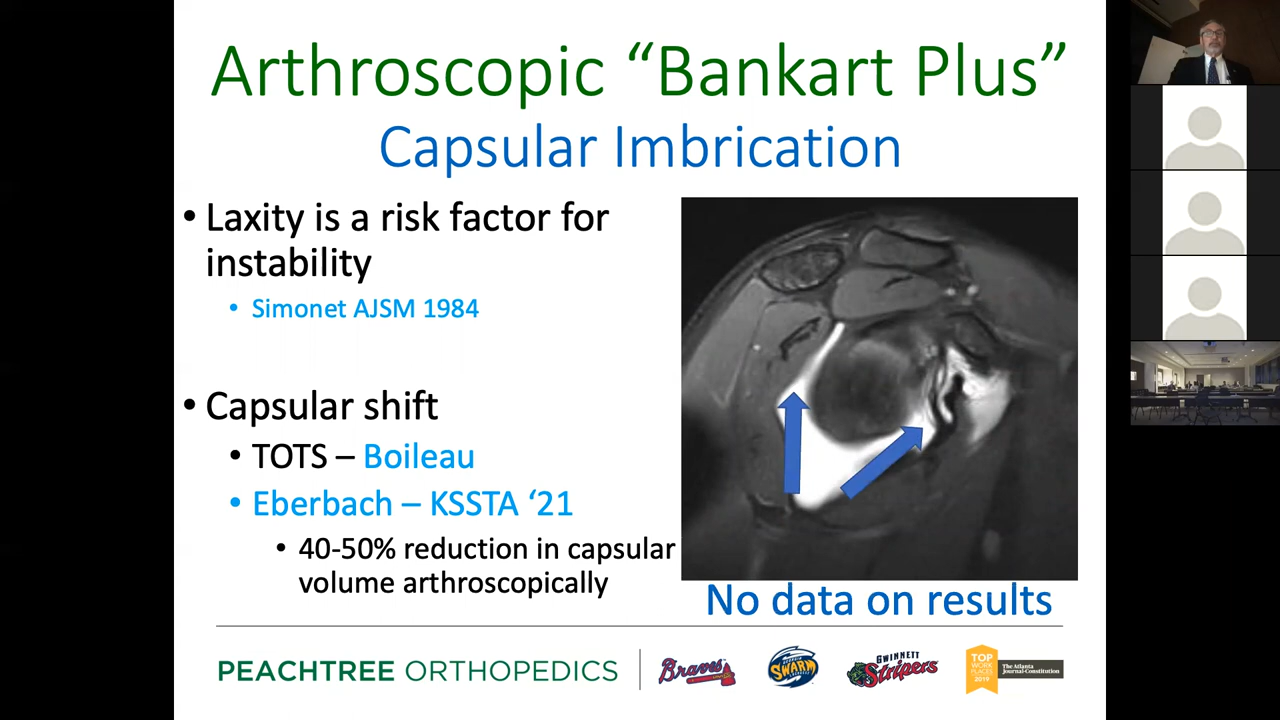 Arthroscopic “Bankart Plus”
Capsular Imbrication
• Laxity is a risk factor for
instability
• Simonet AJSM 1984
• Capsular shift
• TOTS – Boileau
• Eberbach – KSSTA ‘21
• 40-50% reduction in capsular
volume arthroscopically
No data on results
PEACHTREE ORTHOPEDICS
Braves
SWARM
GWINNETT
Stripers
TOP
WORK
PLACES
2019
The Atlanta
Journal-Constitution